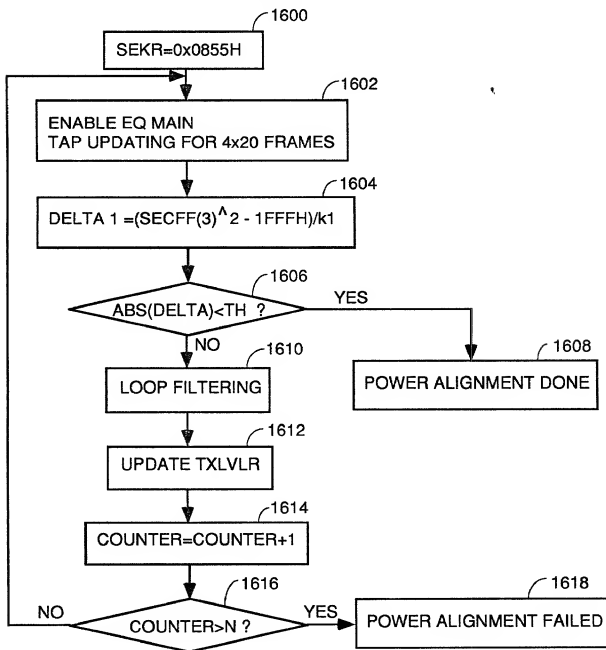 1600
SEKR=0x0855H
1602
ENABLE EQ MAIN
TAP UPDATING FOR 4x20 FRAMES
1604
DELTA 1 =(SECFF(3)^2 - 1FFFH)/k1
1606
ABS(DELTA)<TH ?
YES
NO
1608
POWER ALIGNMENT DONE
1610
LOOP FILTERING
1612
UPDATE TXLVLR
1614
COUNTER=COUNTER+1
1616
NO
COUNTER>N ?
YES
1618
POWER ALIGNMENT FAILED